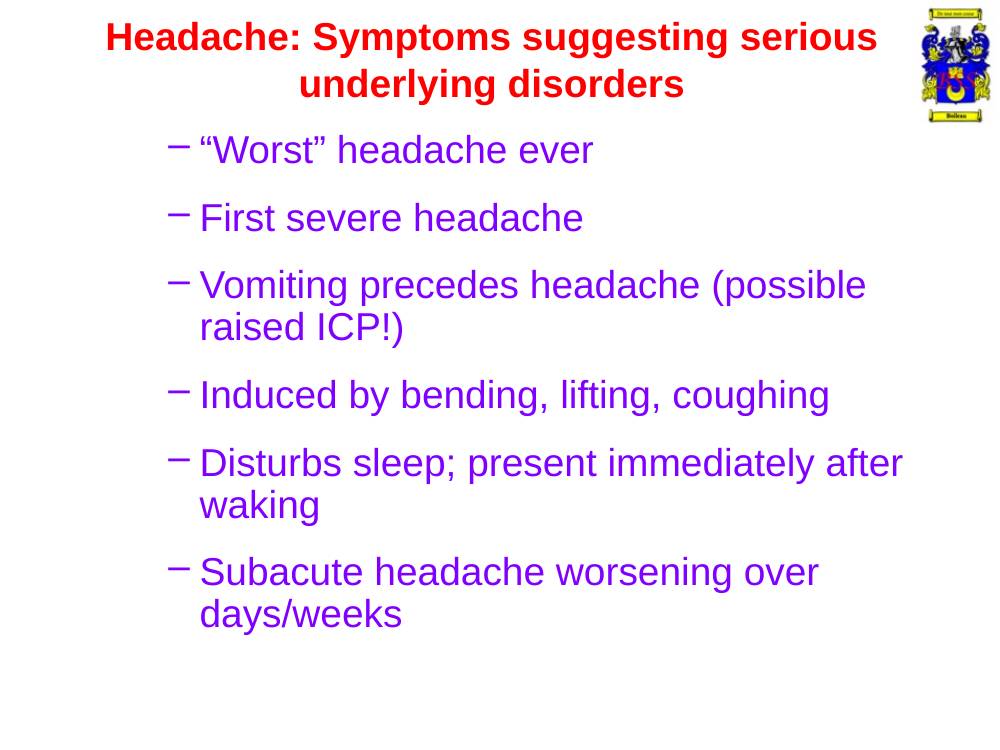 Headache: Symptoms suggesting serious
underlying disorders
– “Worst” headache ever
– First severe headache
– Vomiting precedes headache (possible
raised ICP!)
– Induced by bending, lifting, coughing
– Disturbs sleep; present immediately after
waking
– Subacute headache worsening over
days/weeks